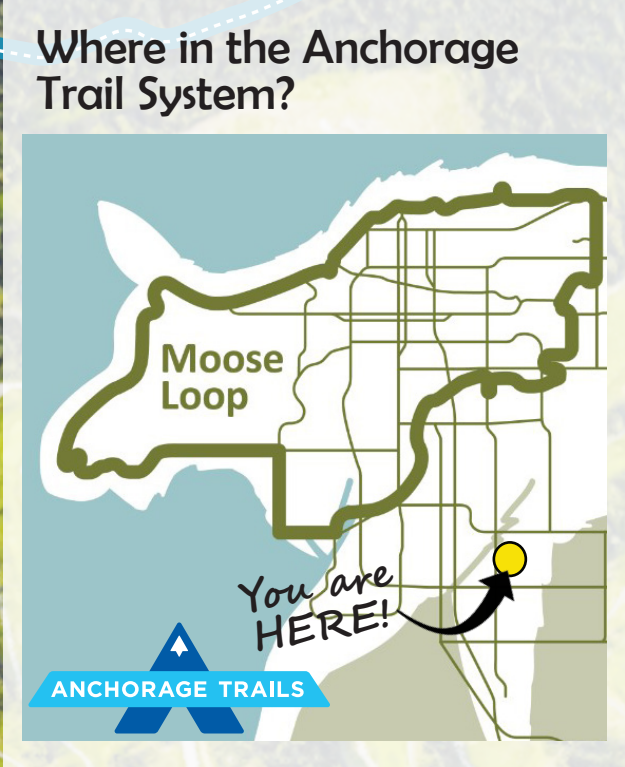 Where in the Anchorage
Trail System?
Moose
Loop
You are
HERE!
ANCHORAGE TRAILS